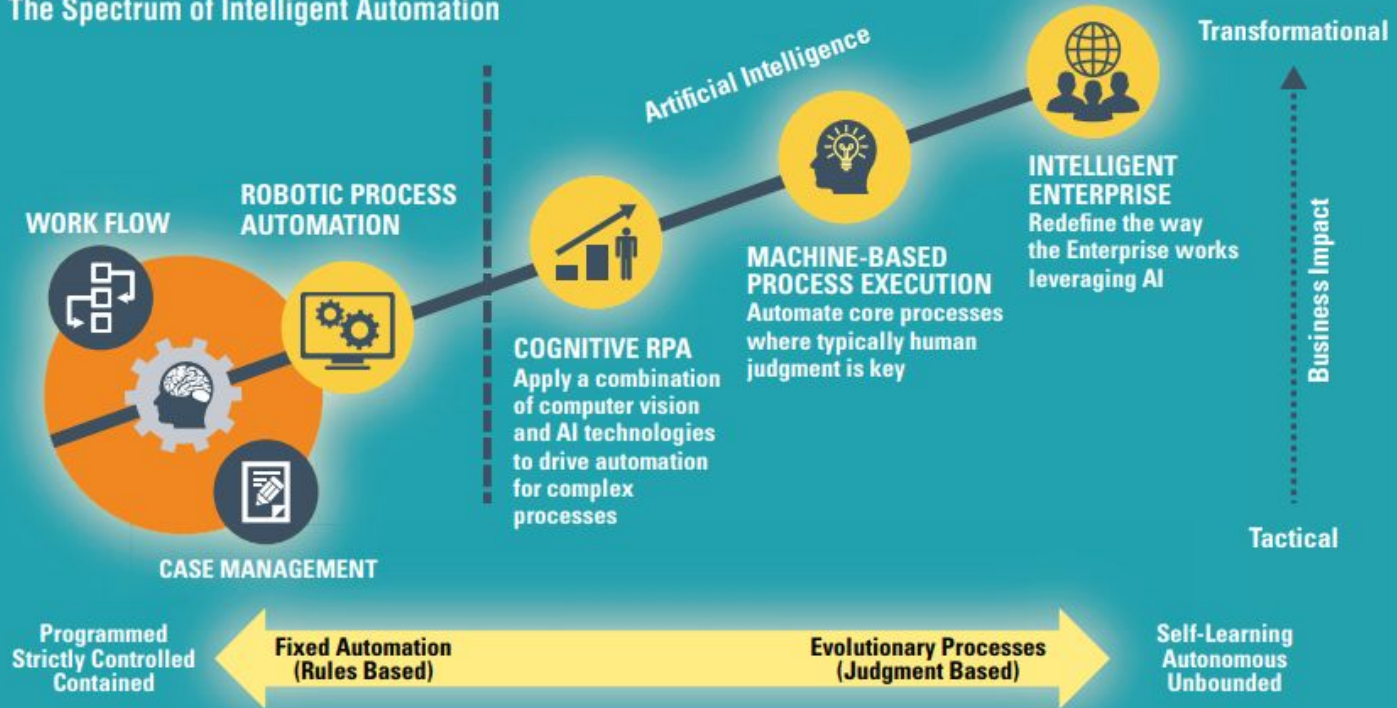 The Spectrum of Intelligent Automation
Transformational
Artificial Intelligence
WORK FLOW
ROBOTIC PROCESS
AUTOMATION
INTELLIGENT
ENTERPRISE
Redefine the way
the Enterprise works
leveraging AI
MACHINE-BASED
PROCESS EXECUTION
Automate core processes
where typically human
judgment is key
COGNITIVE RPA
Apply a combination
of computer vision
and AI technologies
to drive automation
for complex
processes
Business Impact
Tactical
CASE MANAGEMENT
Programmed
Strictly Controlled
Contained
Fixed Automation
(Rules Based)
Evolutionary Processes
(Judgment Based)
Self-Learning
Autonomous
Unbounded